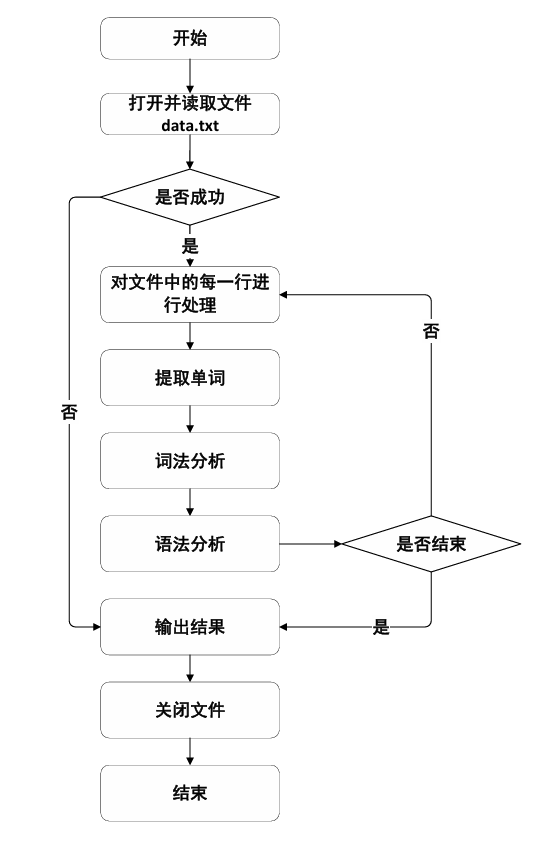 开始
打开并读取文件
data.txt
是否成功
是
对文件中的每一行进
行处理
否
提取单词
否
词法分析
语法分析
是否结束
输出结果
是
关闭文件
结束